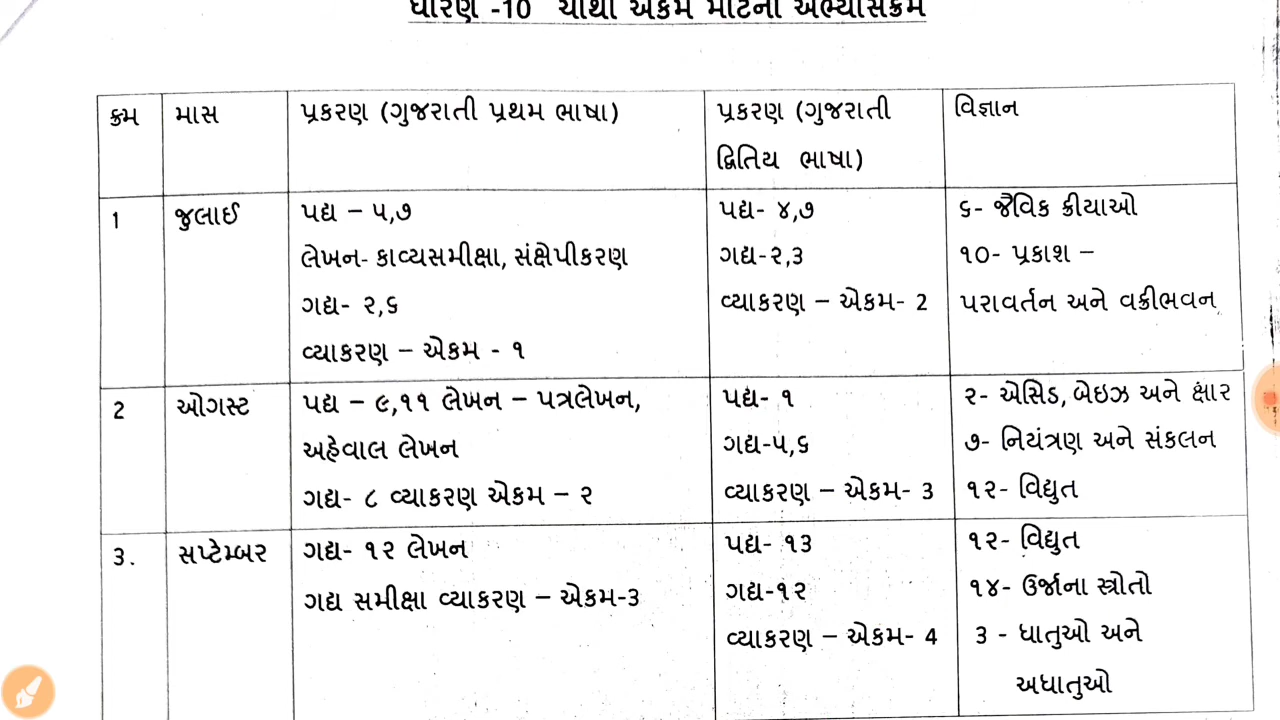 ધોરણ -10 ચોથા એકમ માટેનો અભ્યાસક્રમ
ક્રમ માસ પ્રકરણ (ગુજરાતી પ્રથમ ભાષા) પ્રકરણ (ગુજરાતી દ્વિતિય ભાષા) વિજ્ઞાન
1 જુલાઈ
પદ્ય – ૫,૭
લેખન- કાવ્યસમીક્ષા, સંક્ષેપીકરણ
ગદ્ય- ૨,૬
વ્યાકરણ – એકમ - ૧
પદ્ય- ૪,૭
ગદ્ય-૨,૩
વ્યાકરણ – એકમ- 2
૬- જૈવિક ક્રીયાઓ
૧૦- પ્રકાશ –
પરાવર્તન અને વક્રીભવન
2 ઓગસ્ટ
પદ્ય – ૯,૧૧ લેખન – પત્રલેખન,
અહેવાલ લેખન
ગદ્ય- ૮ વ્યાકરણ એકમ – ૨
પદ્ય- ૧
ગદ્ય-૫,૬
વ્યાકરણ – એકમ- 3
૨- એસિડ, બેઇઝ અને ક્ષાર
૭- નિયંત્રણ અને સંકલન
૧૨- વિદ્યુત
3. સપ્ટેમ્બર
ગદ્ય- ૧૨ લેખન
ગદ્ય સમીક્ષા વ્યાકરણ – એકમ-3
પદ્ય- ૧3
ગદ્ય-૧૨
વ્યાકરણ – એકમ- 4
૧૨- વિદ્યુત
૧૪- ઉર્જાના સ્ત્રોતો
3 - ધાતુઓ અને
અધાતુઓ